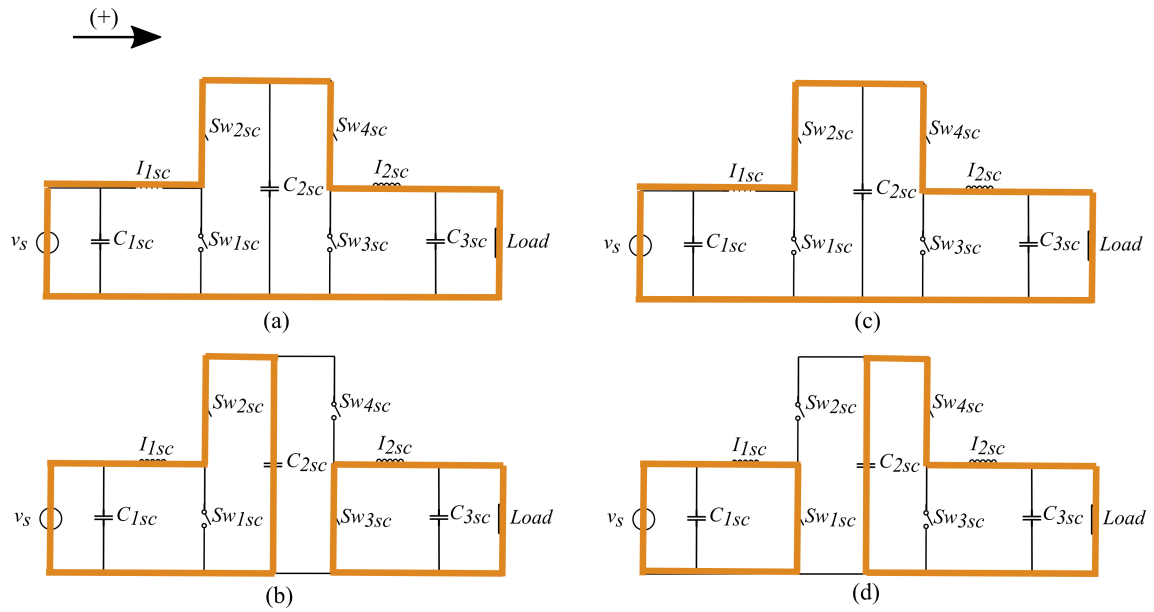 (+)
Sw2sc
Sw4sc
I1sc
C2sc
I2sc
vs
C1sc
Sw1sc
Sw3sc
C3sc
Load
(a)
Sw2sc
Sw4sc
I1sc
C2sc
I2sc
vs
C1sc
Sw1sc
Sw3sc
C3sc
Load
(c)
Sw2sc
Sw4sc
I1sc
C2sc
I2sc
vs
C1sc
Sw1sc
Sw3sc
C3sc
Load
(b)
Sw2sc
Sw4sc
I1sc
C2sc
I2sc
vs
C1sc
Sw1sc
Sw3sc
C3sc
Load
(d)